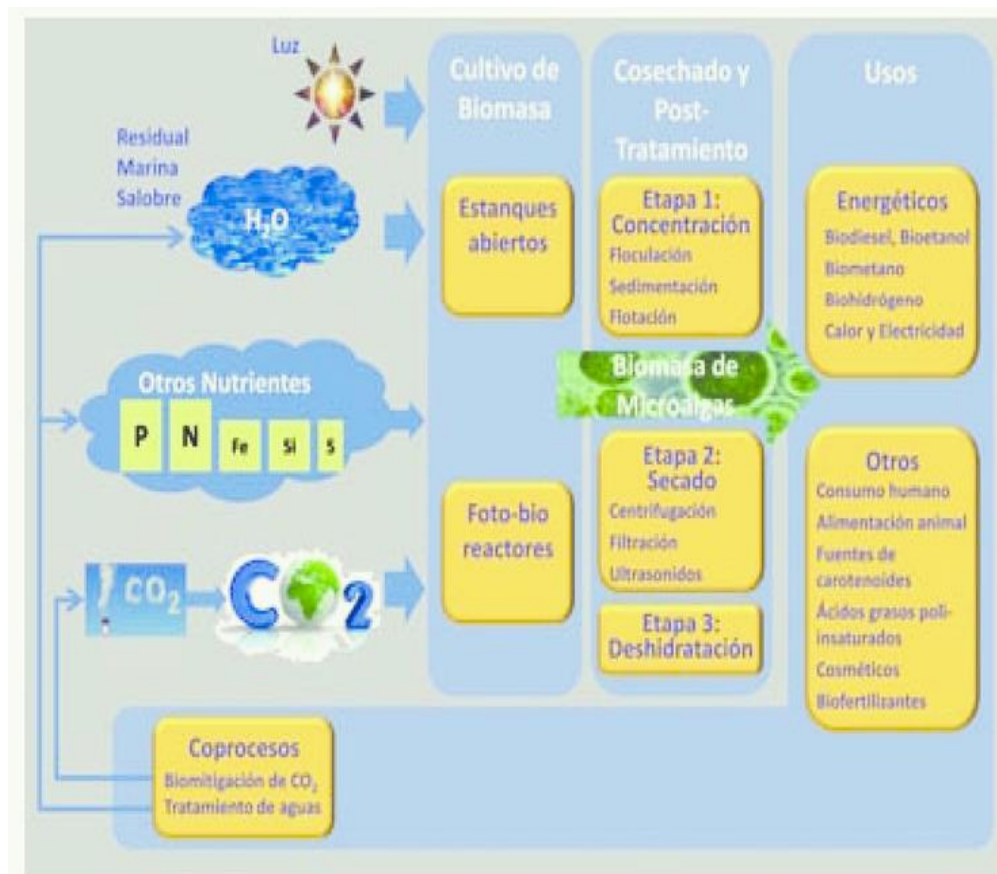 Luz
Residual
Marina
Salobre
H₂O
Otros Nutrientes
P N Fe Si S
CO₂
CO2
Coprocesos
Biomitigación de CO₂
Tratamiento de aguas
Cultivo de
Biomasa
Estanques
abiertos
Foto-bio
reactores
Cosechado y
Post-
Tratamiento
Etapa 1:
Concentración
Floculación
Sedimentación
Flotación
Biomasa de
Microalgas
Etapa 2:
Secado
Centrifugación
Filtración
Ultrasonidos
Etapa 3:
Deshidratación
Usos
Energéticos
Biodiesel, Bioetanol
Biometano
Biohidrógeno
Calor y Electricidad
Otros
Consumo humano
Alimentación animal
Fuentes de
carotenoides
Ácidos grasos poli-
insaturados
Cosméticos
Biofertilizantes